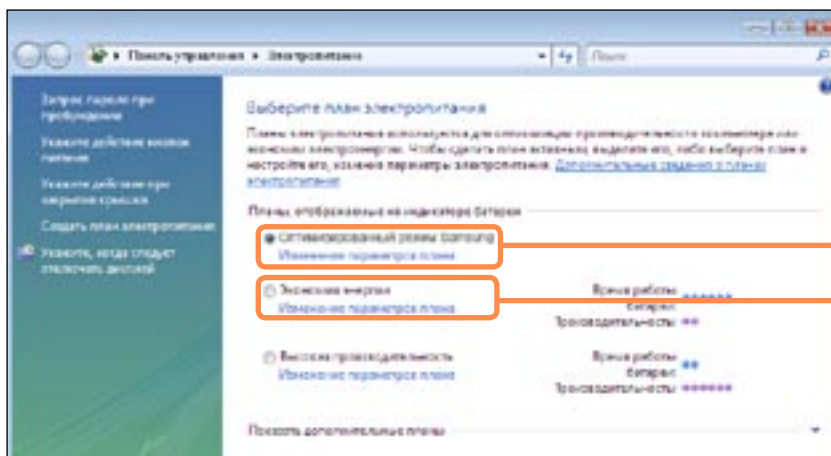 Панель управления ▸ Электропитание
Поиск
Запрос пароля при
пробуждении
Укажите действие кнопок
питания
Укажите действие при
закрытии крышки
Создать план электропитания
Укажите, когда следует
отключать дисплей
Выберите план электропитания
Планы электропитания используются для оптимизации производительности компьютера или
экономии электроэнергии. Чтобы сделать план активным, выделите его, либо выберите план и
настройте его, изменив параметры электропитания. Дополнительные сведения о планах
электропитания
Планы, отображаемые на индикаторе батареи
Оптимизированный режим Samsung
Изменение параметров плана
Экономия энергии
Изменение параметров плана
Время работы
батареи:
Производительность:
Высокая производительность
Изменение параметров плана
Время работы
батареи:
Производительность:
Показать дополнительные планы